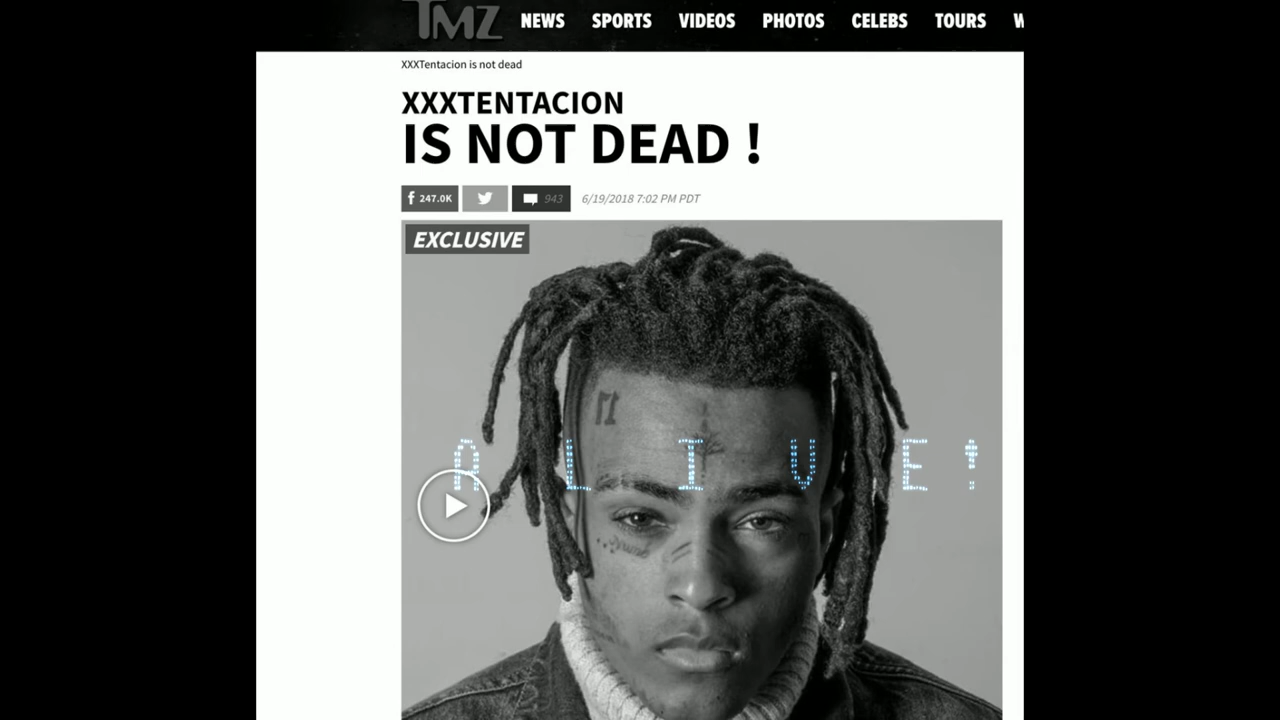 TMZ NEWS SPORTS VIDEOS PHOTOS CELEBS TOURS W
XXXTentacion is not dead
XXXTENTACION
IS NOT DEAD !
f 247.0K 943 6/19/2018 7:02 PM PDT
EXCLUSIVE
17
A L I V E !